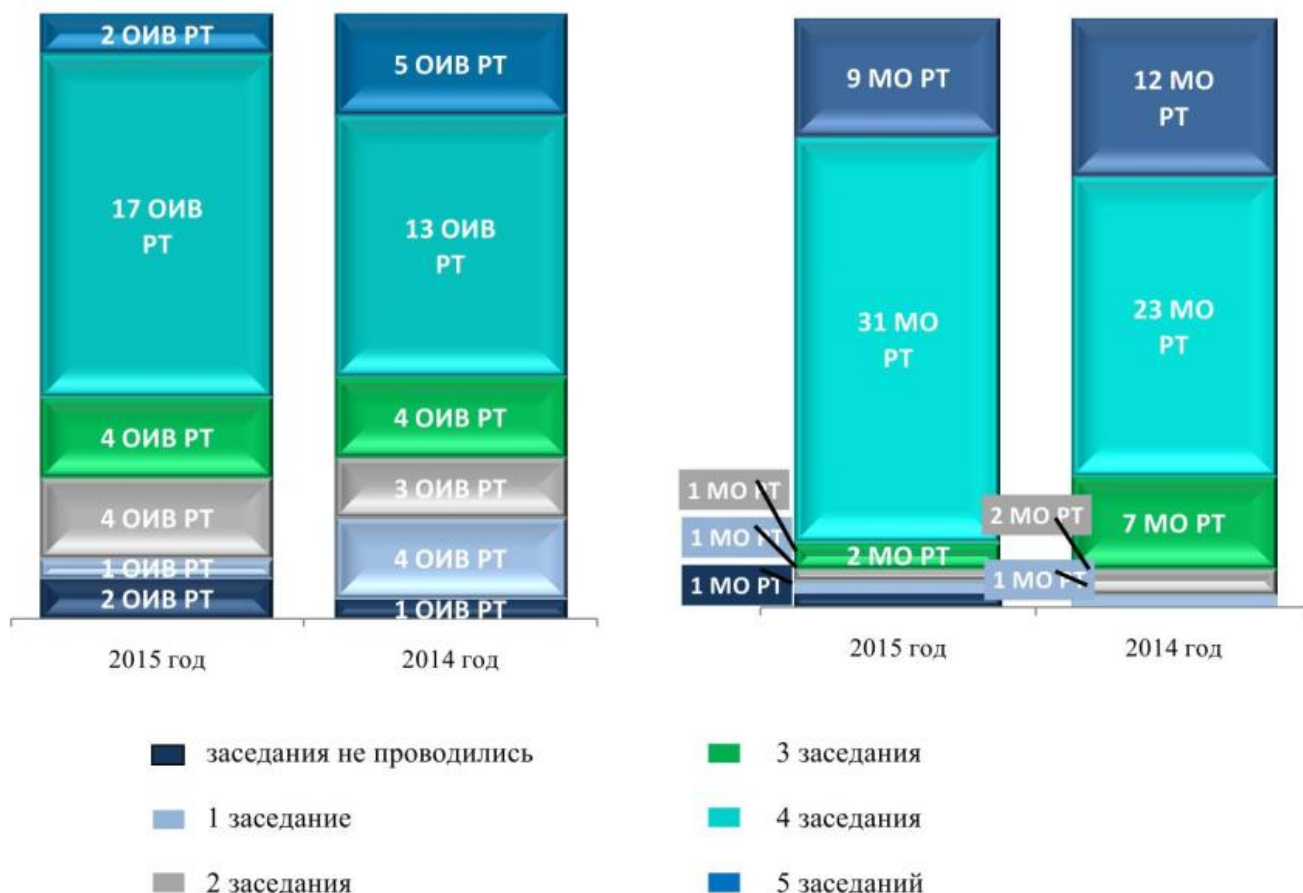 2 ОИВ РТ
17 ОИВ
РТ
4 ОИВ РТ
4 ОИВ РТ
1 ОИВ РТ
2 ОИВ РТ
5 ОИВ РТ
13 ОИВ
РТ
4 ОИВ РТ
3 ОИВ РТ
4 ОИВ РТ
1 ОИВ РТ
2015 год
2014 год
9 МО РТ
31 МО
РТ
2 МО РТ
1 МО РТ
1 МО РТ
1 МО РТ
12 МО
РТ
23 МО
РТ
7 МО РТ
2 МО РТ
1 МО РТ
2015 год
2014 год
заседания не проводились
1 заседание
2 заседания
3 заседания
4 заседания
5 заседаний